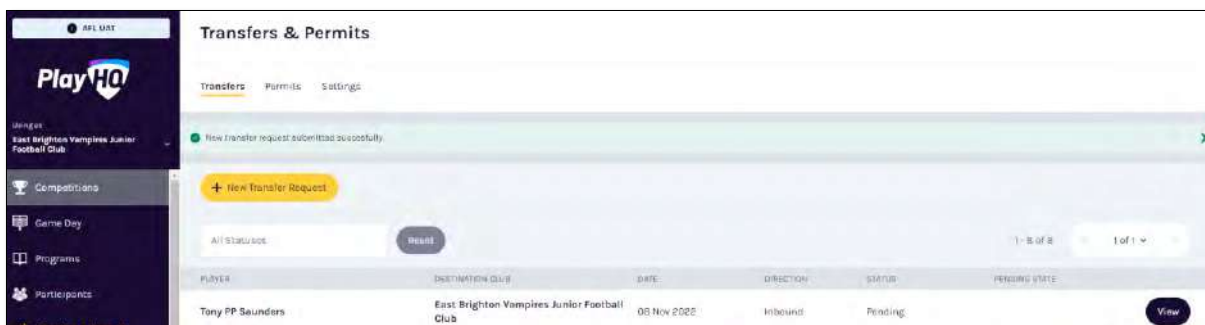 AFL UAT
Transfers & Permits
PlayHQ
Transfers Permits Settings
East Brighton Vampires Junior
Football Club
New transfer request submitted successfully
Competitions
+ New Transfer Request
Game Day
All Statuses Reset 1 - 8 of 8 1 of 1
Programs
PLAYER DESTINATION CLUB DATE DIRECTION STATUS PENDING STATE
Participants
Tony PP Saunders East Brighton Vampires Junior Football
Club 08 Nov 2022 Inbound Pending View